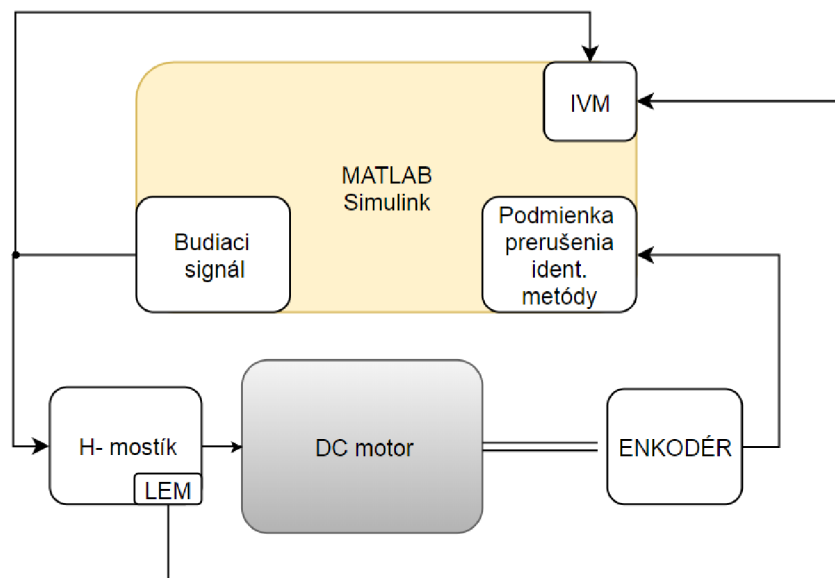 IVM
MATLAB
Simulink
Budiaci
signál
Podmienka
prerušenia
ident.
metódy
H- mostík
LEM
DC motor
ENKODÉR